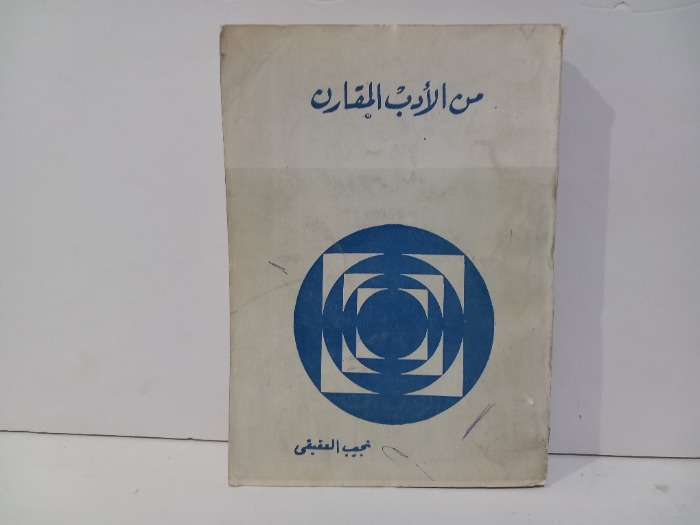 من الأدب المقارن
نجيب العقيقي